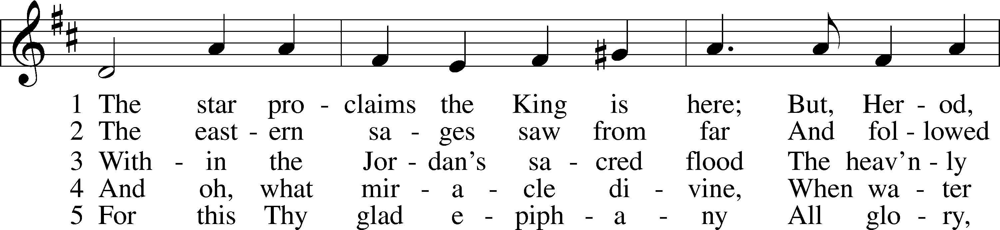 1 The star pro - claims the King is here; But, Her - od,
2 The east - ern sa - ges saw from far And fol - lowed
3 With - in the Jor - dan's sa - cred flood The heav'n - ly
4 And oh, what mir - a - cle di - vine, When wa - ter
5 For this Thy glad e - piph - a - ny All glo - ry,